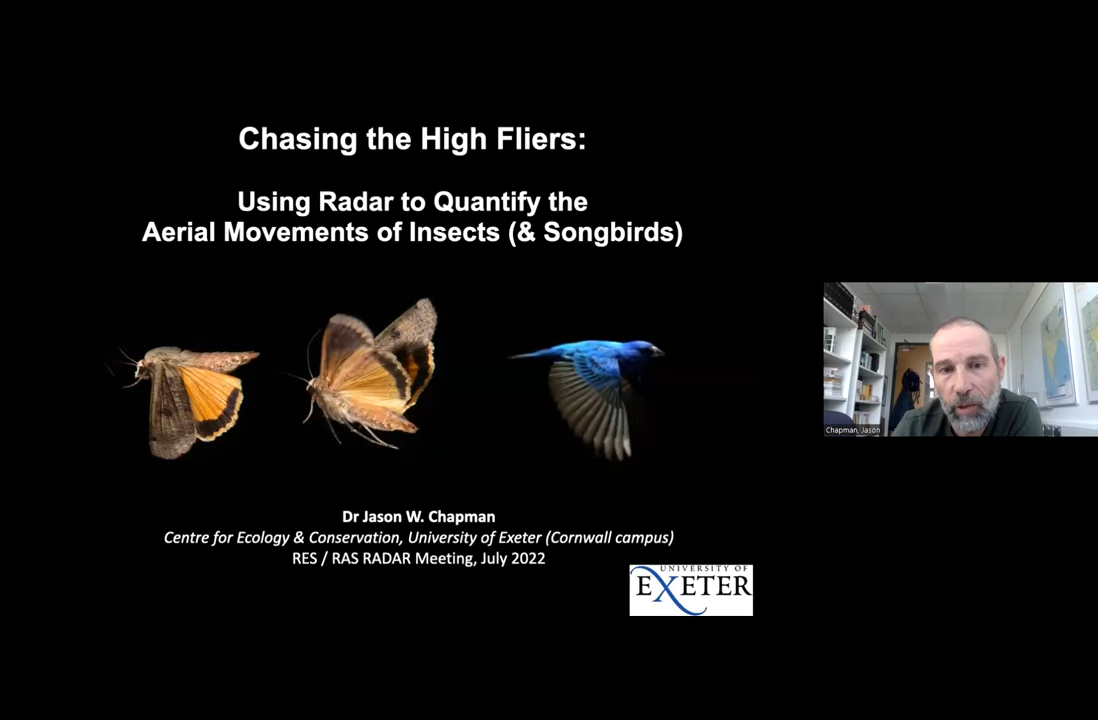 Chasing the High Fliers:
Using Radar to Quantify the
Aerial Movements of Insects (& Songbirds)
Dr Jason W. Chapman
Centre for Ecology & Conservation, University of Exeter (Cornwall campus)
RES / RAS RADAR Meeting, July 2022
UNIVERSITY OF
EXETER
Chapman, Jason